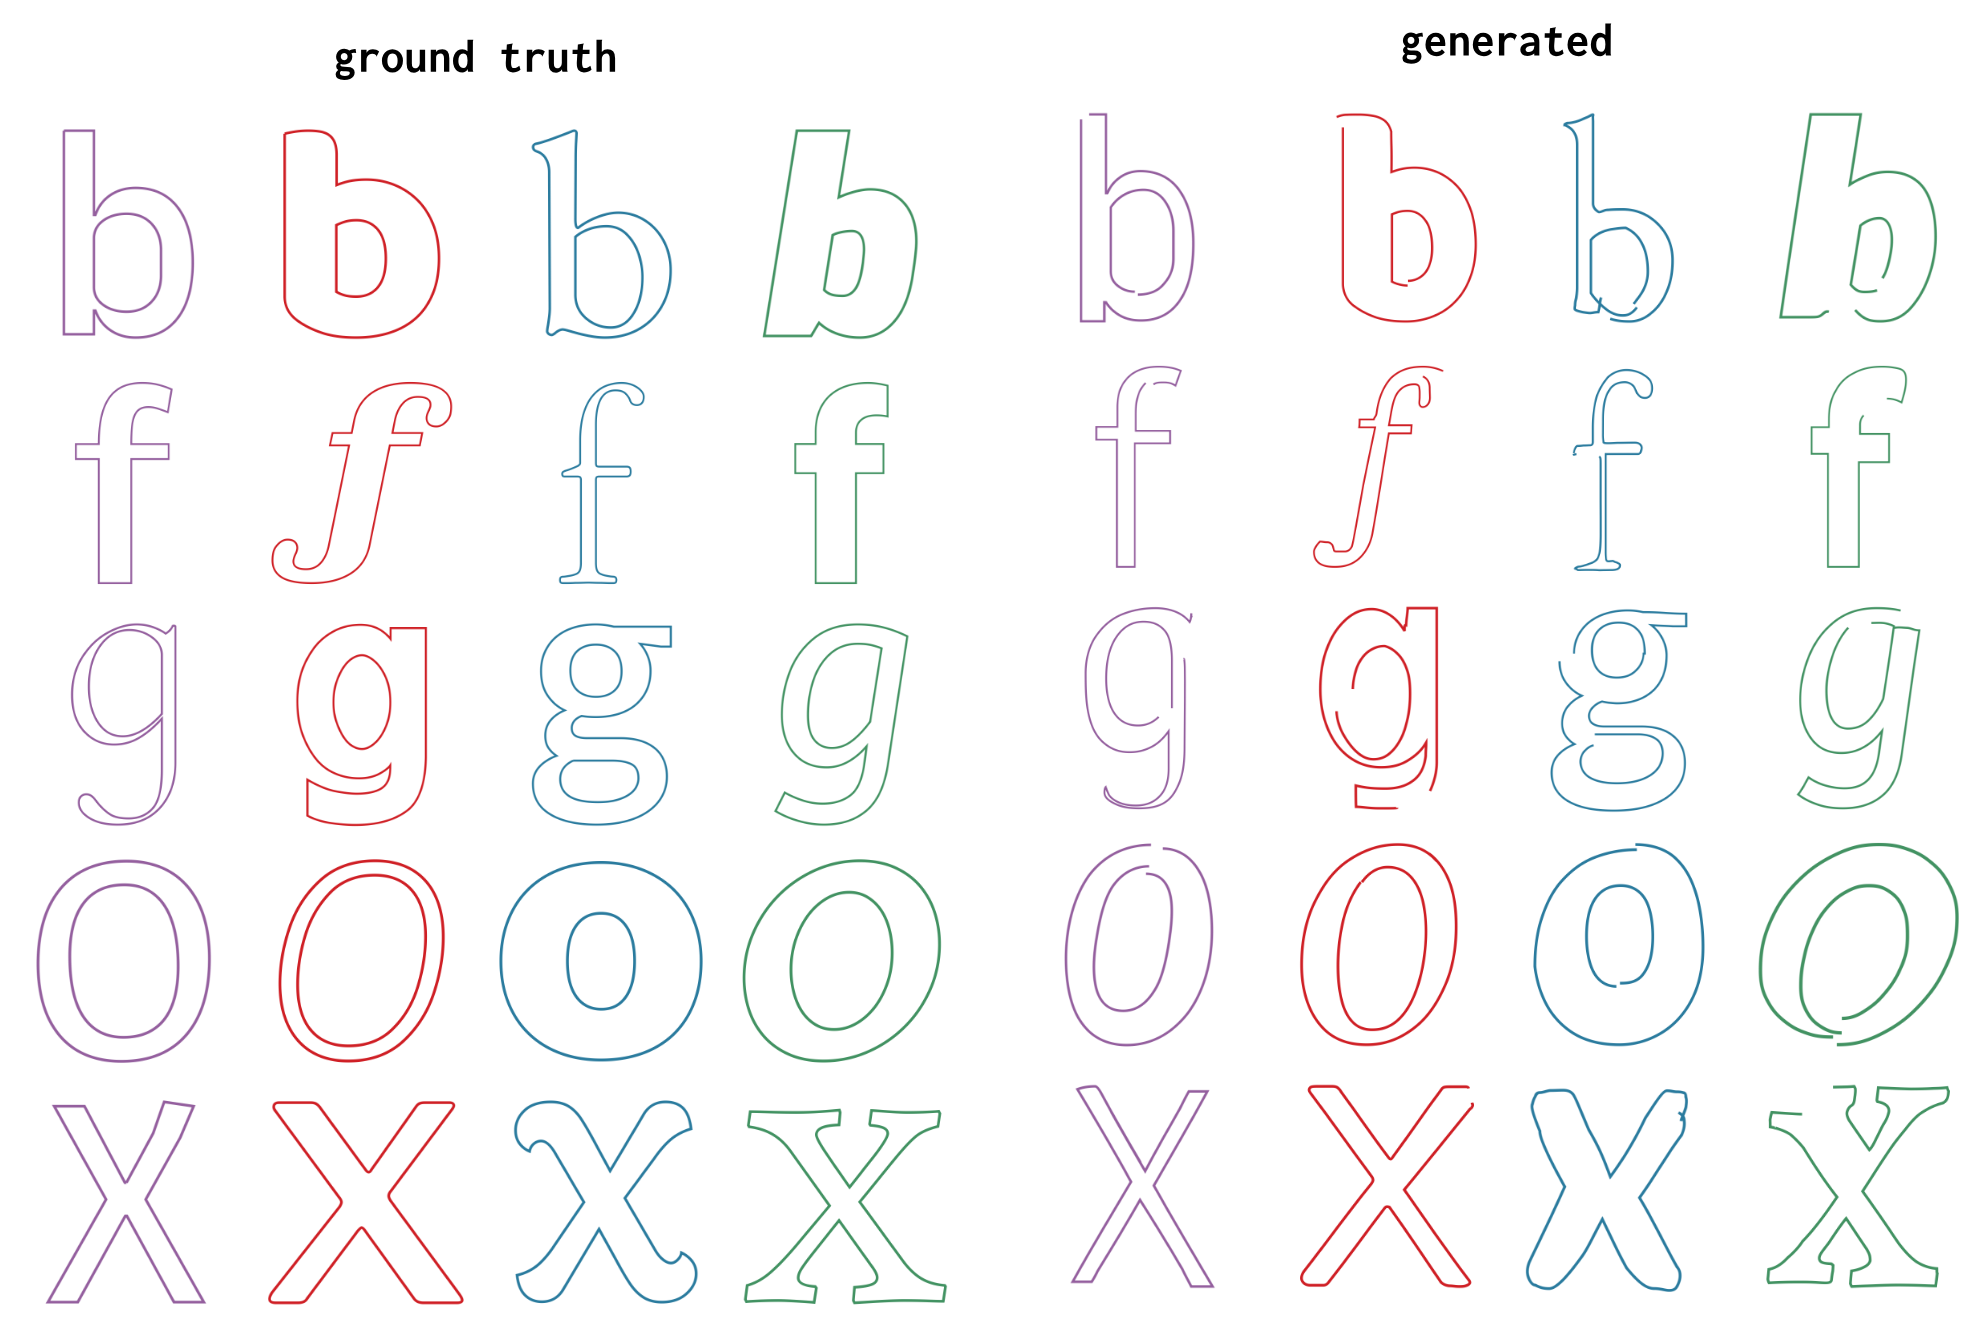 ground truth generated
b b b b b b b b
f f f f f f f f
g g g g g g g g
o o o o o o o o
x x x x x x x x